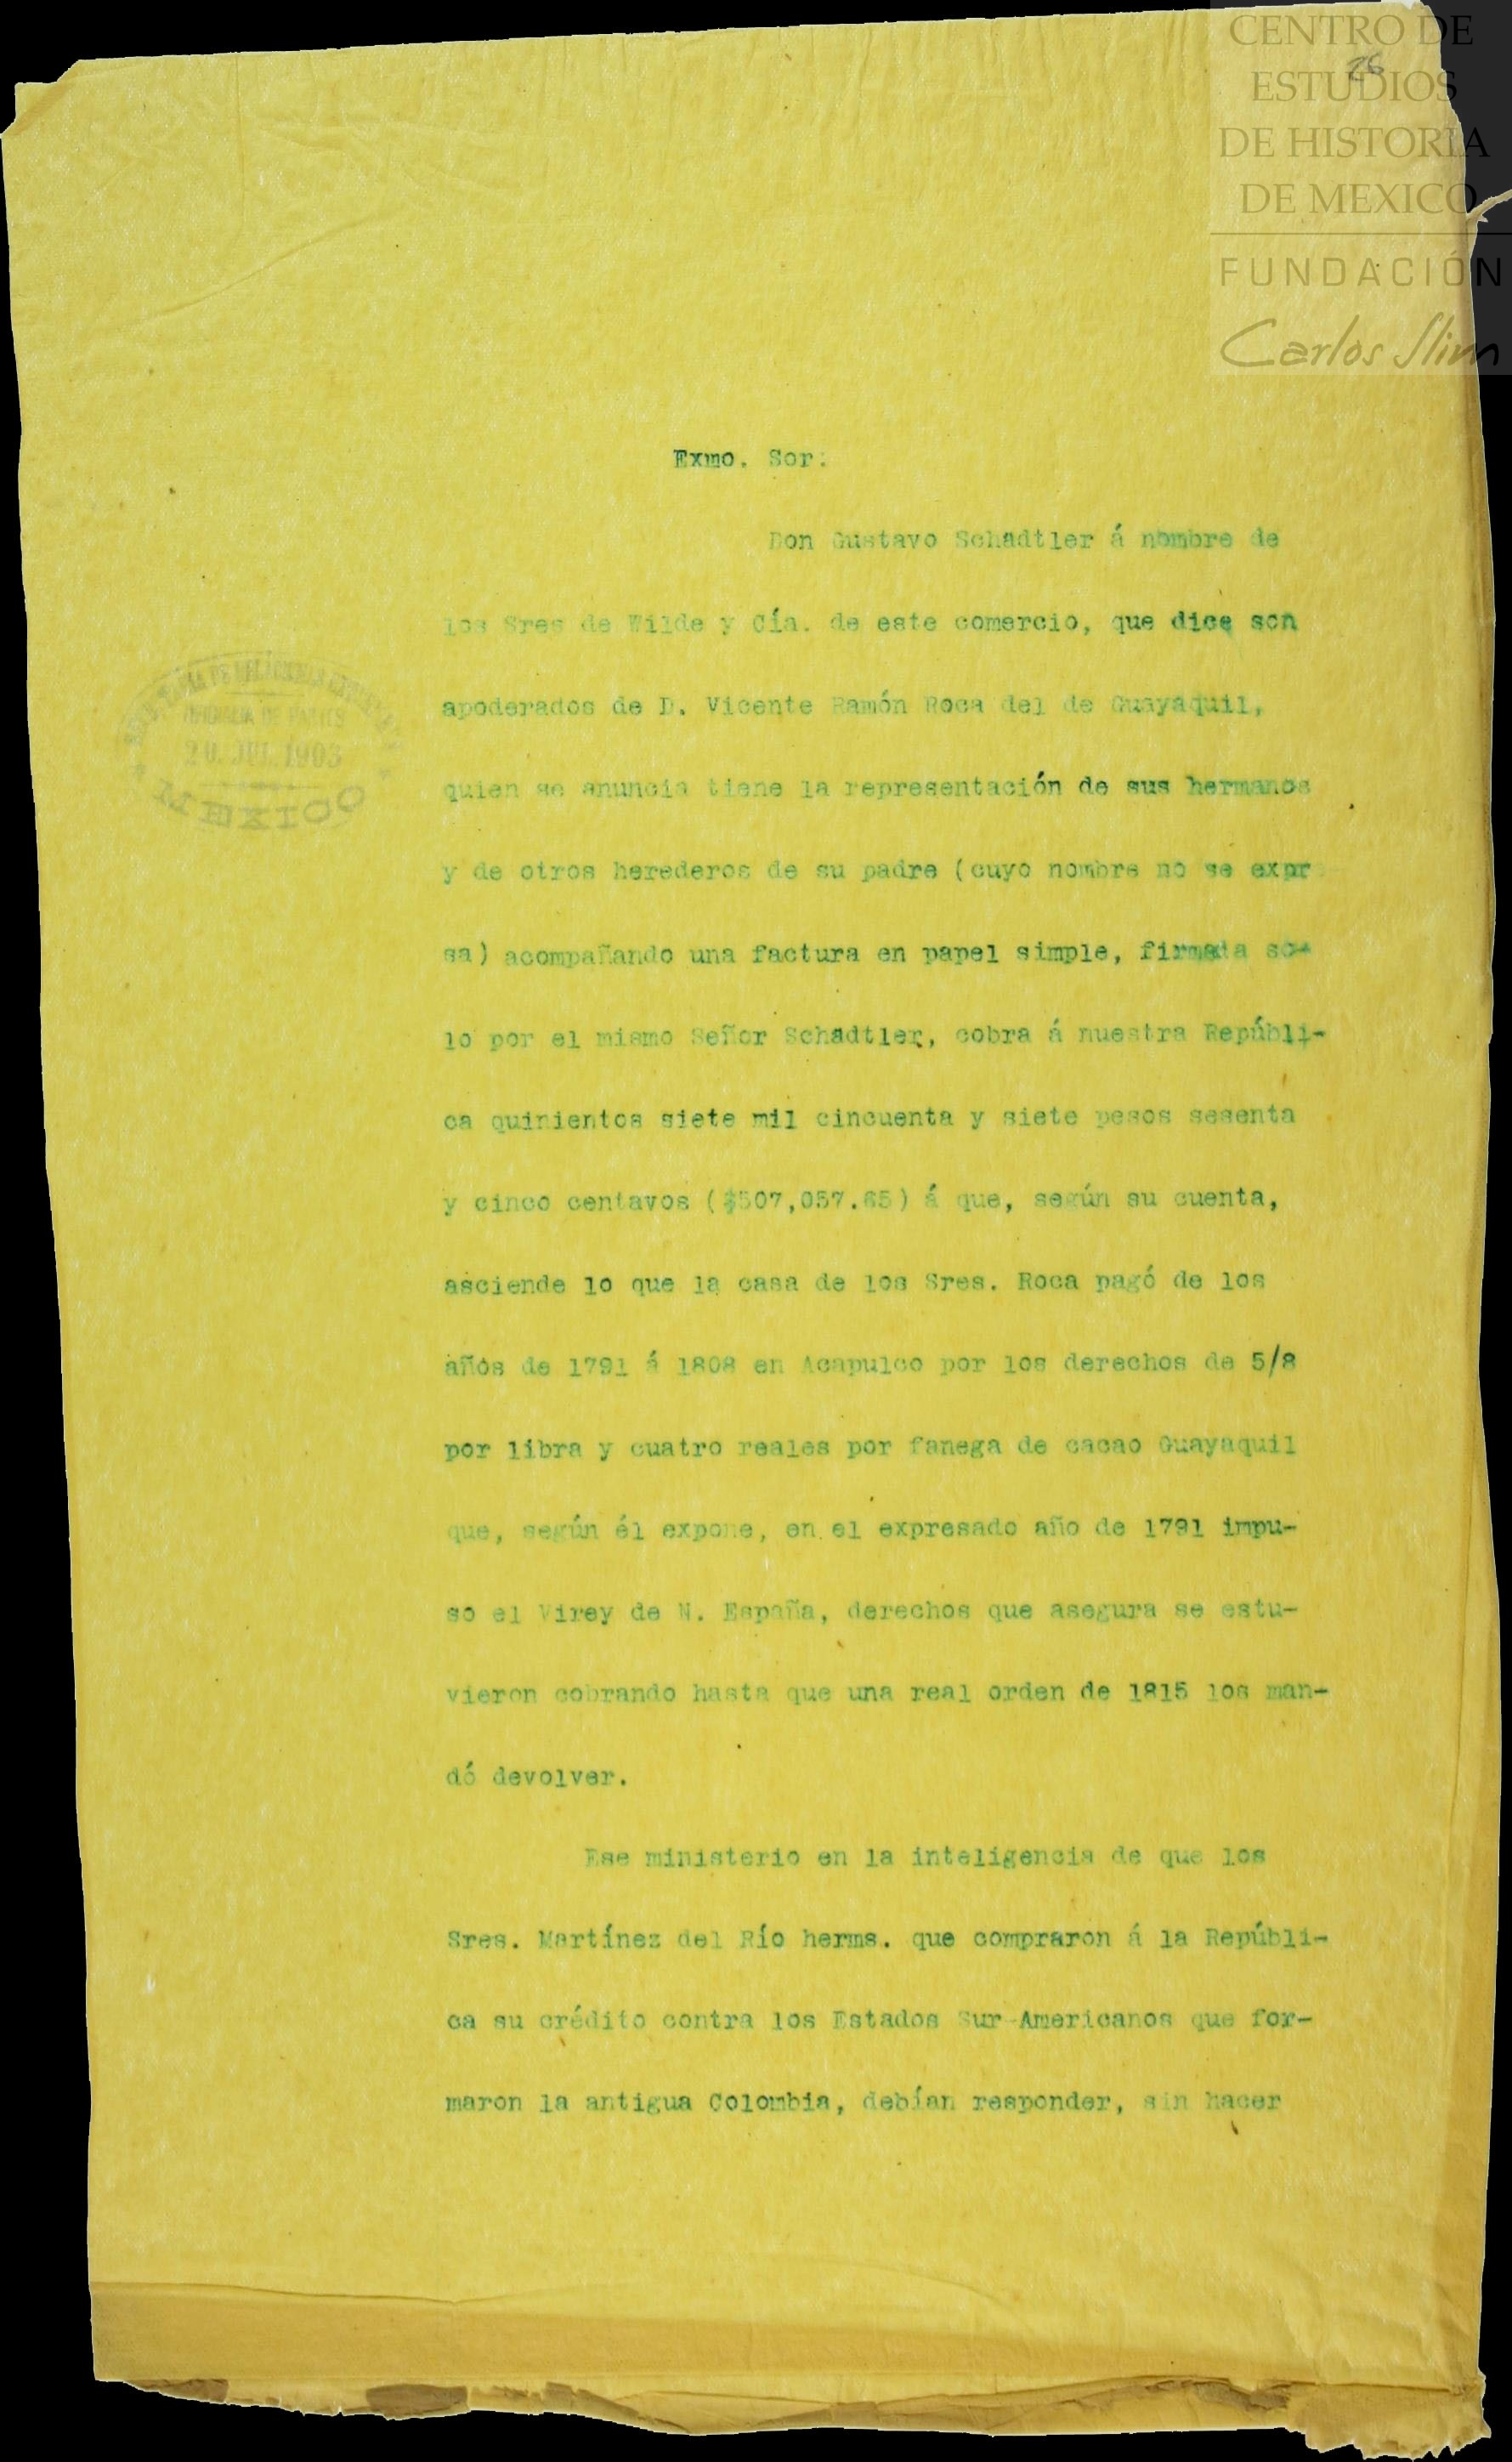 CENTRO DE
ESTUDIOS
DE HISTORIA
DE MEXICO
FUNDACIÓN
Carlos Slim
26
Exmo. Sor:
Don Gustavo Schadtler á nombre de
los Sres de Wilde y Cía. de este comercio, que dice son
apoderados de D. Vicente Ramón Roca del de Guayaquil,
quien se anuncia tiene la representación de sus hermanos
y de otros herederos de su padre (cuyo nombre no se expre
sa) acompañando una factura en papel simple, firmada so-
lo por el mismo Señor Schadtler, cobra á nuestra Repúbli-
ca quinientos siete mil cincuenta y siete pesos sesenta
y cinco centavos ($507,057.65) á que, según su cuenta,
asciende lo que la casa de los Sres. Roca pagó de los
años de 1791 á 1808 en Acapulco por los derechos de 5/8
por libra y cuatro reales por fanega de cacao Guayaquil
que, según él expone, en el expresado año de 1791 impu-
so el Virey de N. España, derechos que asegura se estu-
vieron cobrando hasta que una real orden de 1815 los man-
dó devolver.
Ese ministerio en la inteligencia de que los
Sres. Martínez del Río herms. que compraron á la Repúbli-
ca su crédito contra los Estados Sur-Americanos que for-
maron la antigua Colombia, debían responder, sin hacer
DE RELACIONES
OFICIALIA DE PARTES
20. JUL. 1903
MEXICO